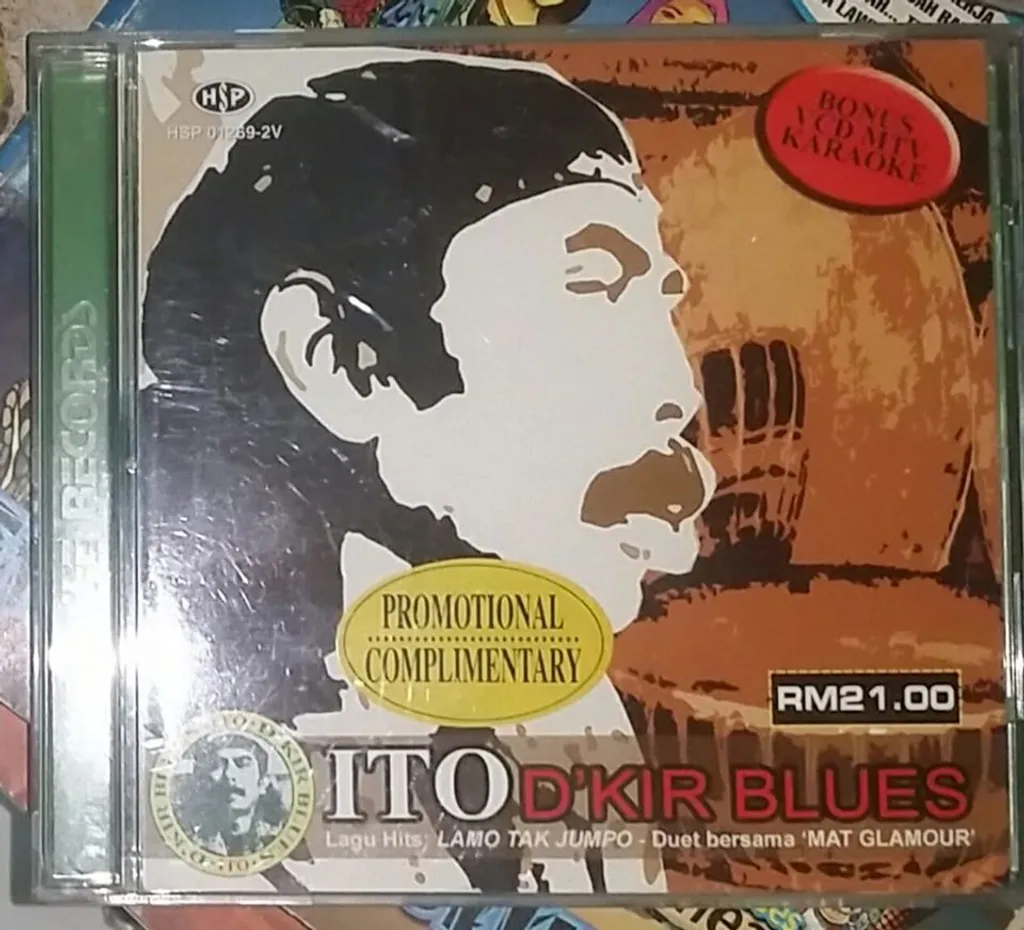 HSP
HSP 01269-2V
BONUS
VCD MTV
KARAOKE
RECORDS
PROMOTIONAL
COMPLIMENTARY
RM21.00
ITO D'KIR BLUES
Lagu Hits; LAMO TAK JUMPO - Duet bersama 'MAT GLAMOUR'